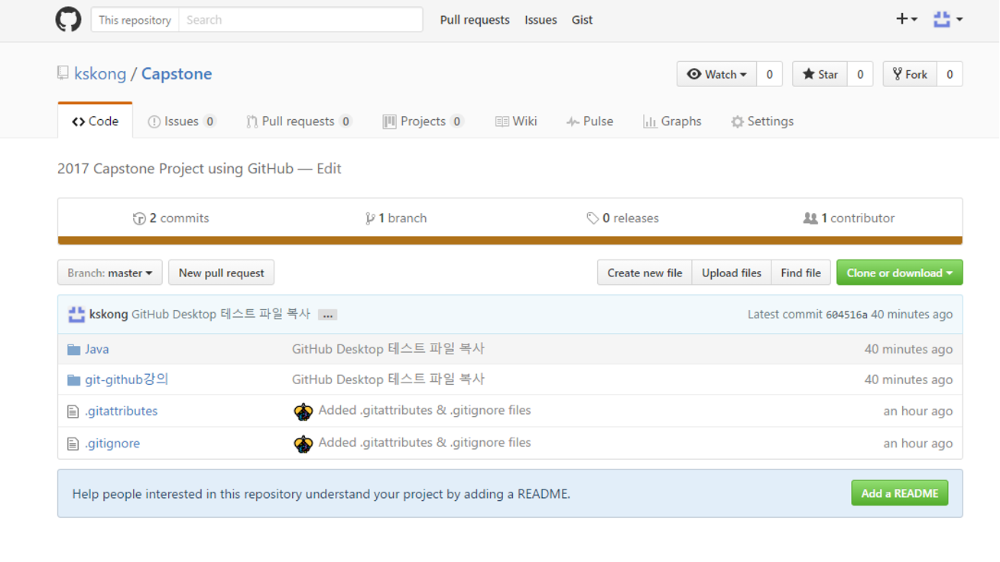 This repository Search Pull requests Issues Gist
kskong / Capstone Watch 0 Star 0 Fork 0
Code Issues 0 Pull requests 0 Projects 0 Wiki Pulse Graphs Settings
2017 Capstone Project using GitHub — Edit
2 commits 1 branch 0 releases 1 contributor
Branch: master New pull request Create new file Upload files Find file Clone or download
kskong GitHub Desktop 테스트 파일 복사 ... Latest commit 604516a 40 minutes ago
Java GitHub Desktop 테스트 파일 복사 40 minutes ago
git-github강의 GitHub Desktop 테스트 파일 복사 40 minutes ago
.gitattributes Added .gitattributes & .gitignore files an hour ago
.gitignore Added .gitattributes & .gitignore files an hour ago
Help people interested in this repository understand your project by adding a README. Add a README